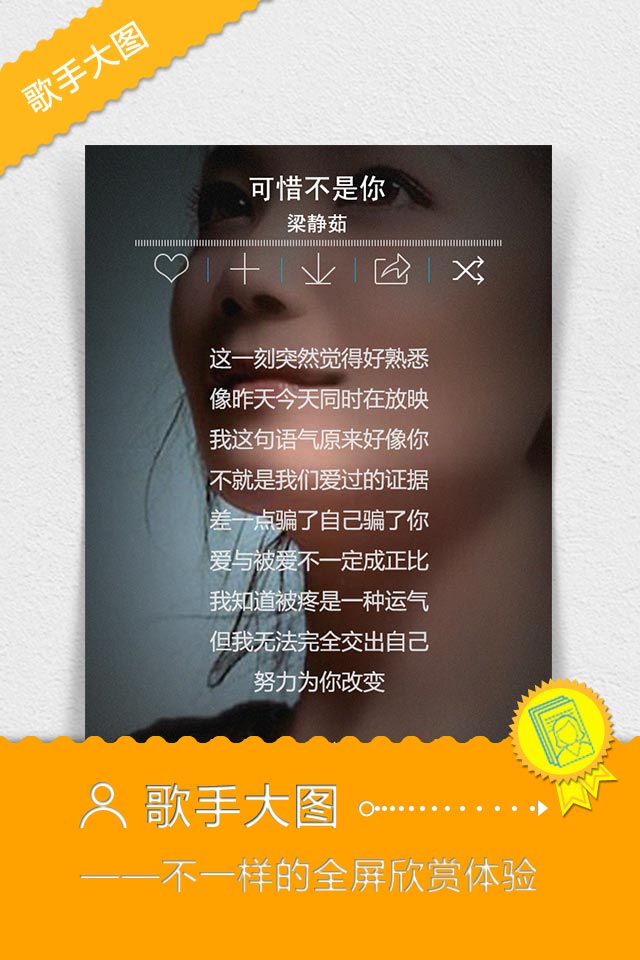 歌手大图
可惜不是你
梁静茹
这一刻突然觉得好熟悉
像昨天今天同时在放映
我这句语气原来好像你
不就是我们爱过的证据
差一点骗了自己骗了你
爱与被爱不一定成正比
我知道被疼是一种运气
但我无法完全交出自己
努力为你改变
歌手大图
——不一样的全屏欣赏体验